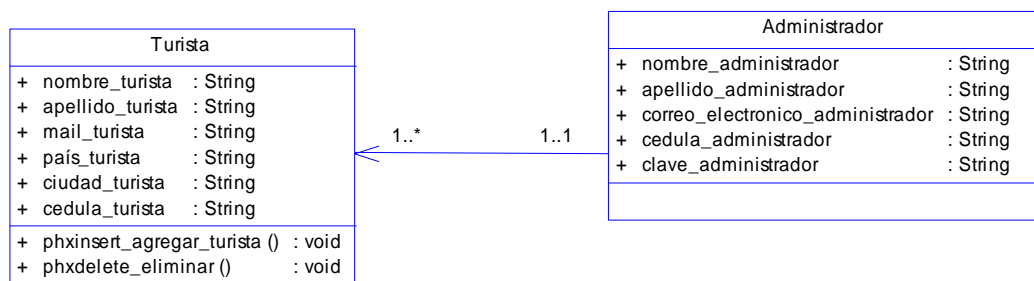 Turista
+ nombre_turista : String
+ apellido_turista : String
+ mail_turista : String
+ país_turista : String
+ ciudad_turista : String
+ cedula_turista : String
+ phxinsert_agregar_turista () : void
+ phxdelete_eliminar () : void
1..*
1..1
Administrador
+ nombre_administrador : String
+ apellido_administrador : String
+ correo_electronico_administrador : String
+ cedula_administrador : String
+ clave_administrador : String